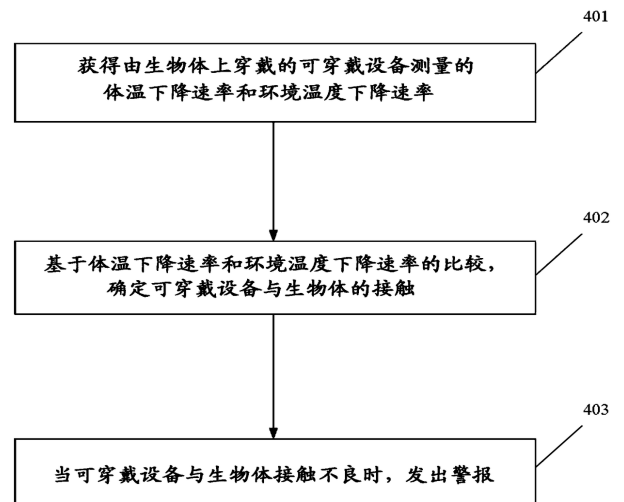 401
获得由生物体上穿戴的可穿戴设备测量的
体温下降速率和环境温度下降速率
402
基于体温下降速率和环境温度下降速率的比较，
确定可穿戴设备与生物体的接触
403
当可穿戴设备与生物体接触不良时，发出警报